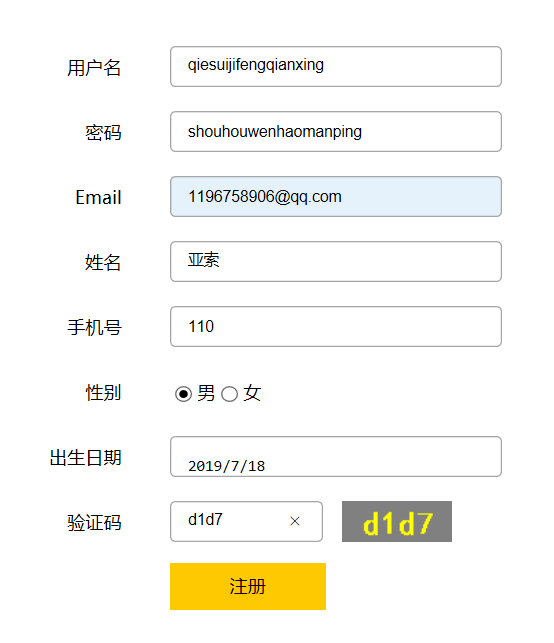 用户名 qiesuijifengqianxing
密码 shouhouwenhaomanping
Email 1196758906@qq.com
姓名 亚索
手机号 110
性别 男 女
出生日期 2019/7/18
验证码 d1d7 d1d7
注册